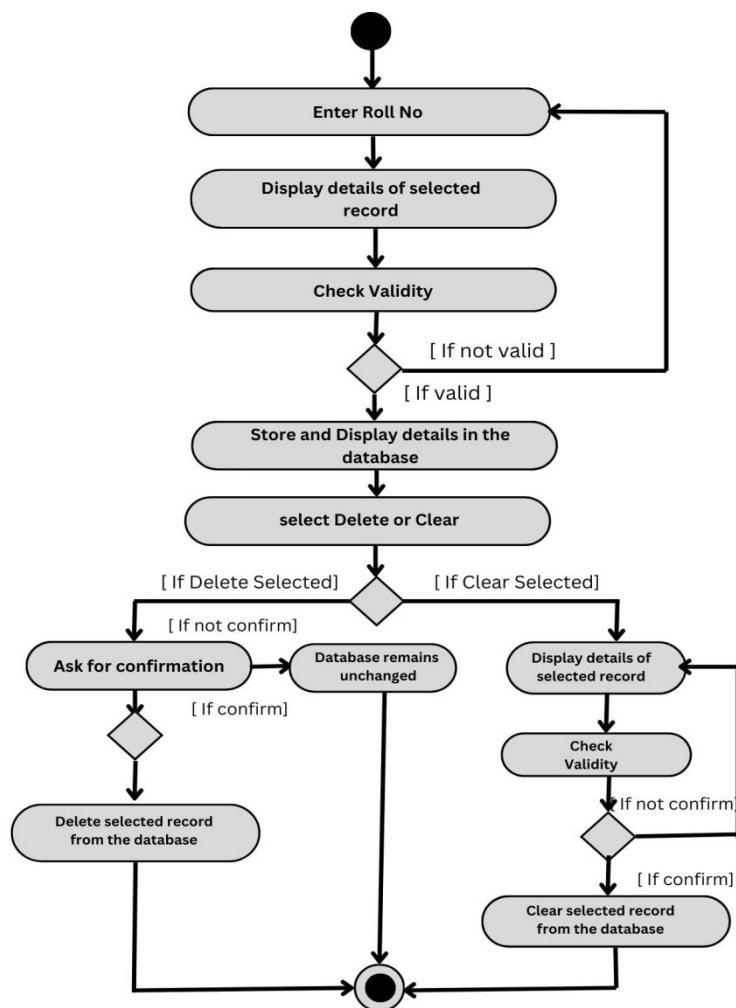 Enter Roll No
Display details of selected
record
Check Validity
[ If not valid ]
[ If valid ]
Store and Display details in the
database
select Delete or Clear
[ If Delete Selected]
[ If Clear Selected]
[ If not confirm]
Ask for confirmation
Database remains
unchanged
[ If confirm]
Delete selected record
from the database
Display details of
selected record
Check
Validity
[ If not confirm]
[ If confirm]
Clear selected record
from the database